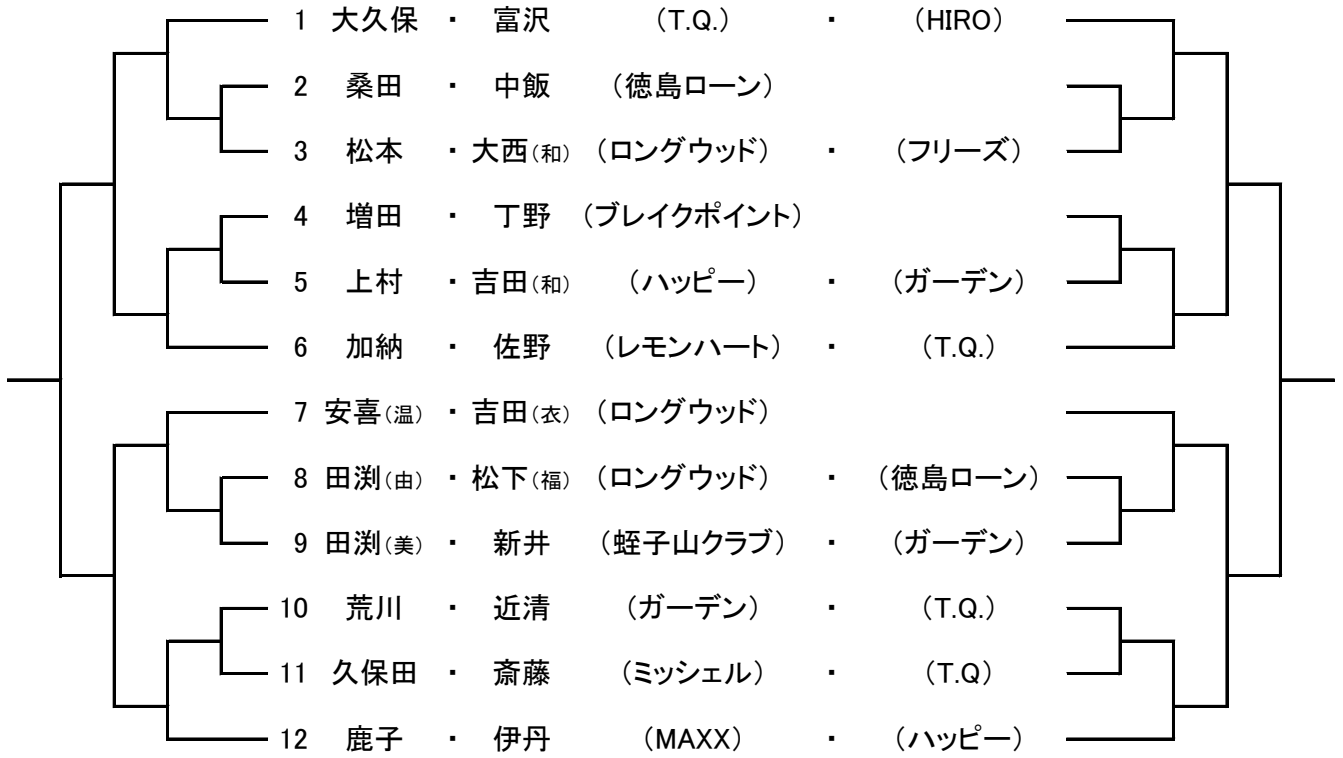 1 大久保 ・ 富沢 (T.Q.) ・ (HIRO)
2 桑田 ・ 中飯 (徳島ローン)
3 松本 ・ 大西(和) (ロングウッド) ・ (フリーズ)
4 増田 ・ 丁野 (ブレイクポイント)
5 上村 ・ 吉田(和) (ハッピー) ・ (ガーデン)
6 加納 ・ 佐野 (レモンハート) ・ (T.Q.)
7 安喜(温) ・ 吉田(衣) (ロングウッド)
8 田渕(由) ・ 松下(福) (ロングウッド) ・ (徳島ローン)
9 田渕(美) ・ 新井 (蛭子山クラブ) ・ (ガーデン)
10 荒川 ・ 近清 (ガーデン) ・ (T.Q.)
11 久保田 ・ 斎藤 (ミッシェル) ・ (T.Q)
12 鹿子 ・ 伊丹 (MAXX) ・ (ハッピー)